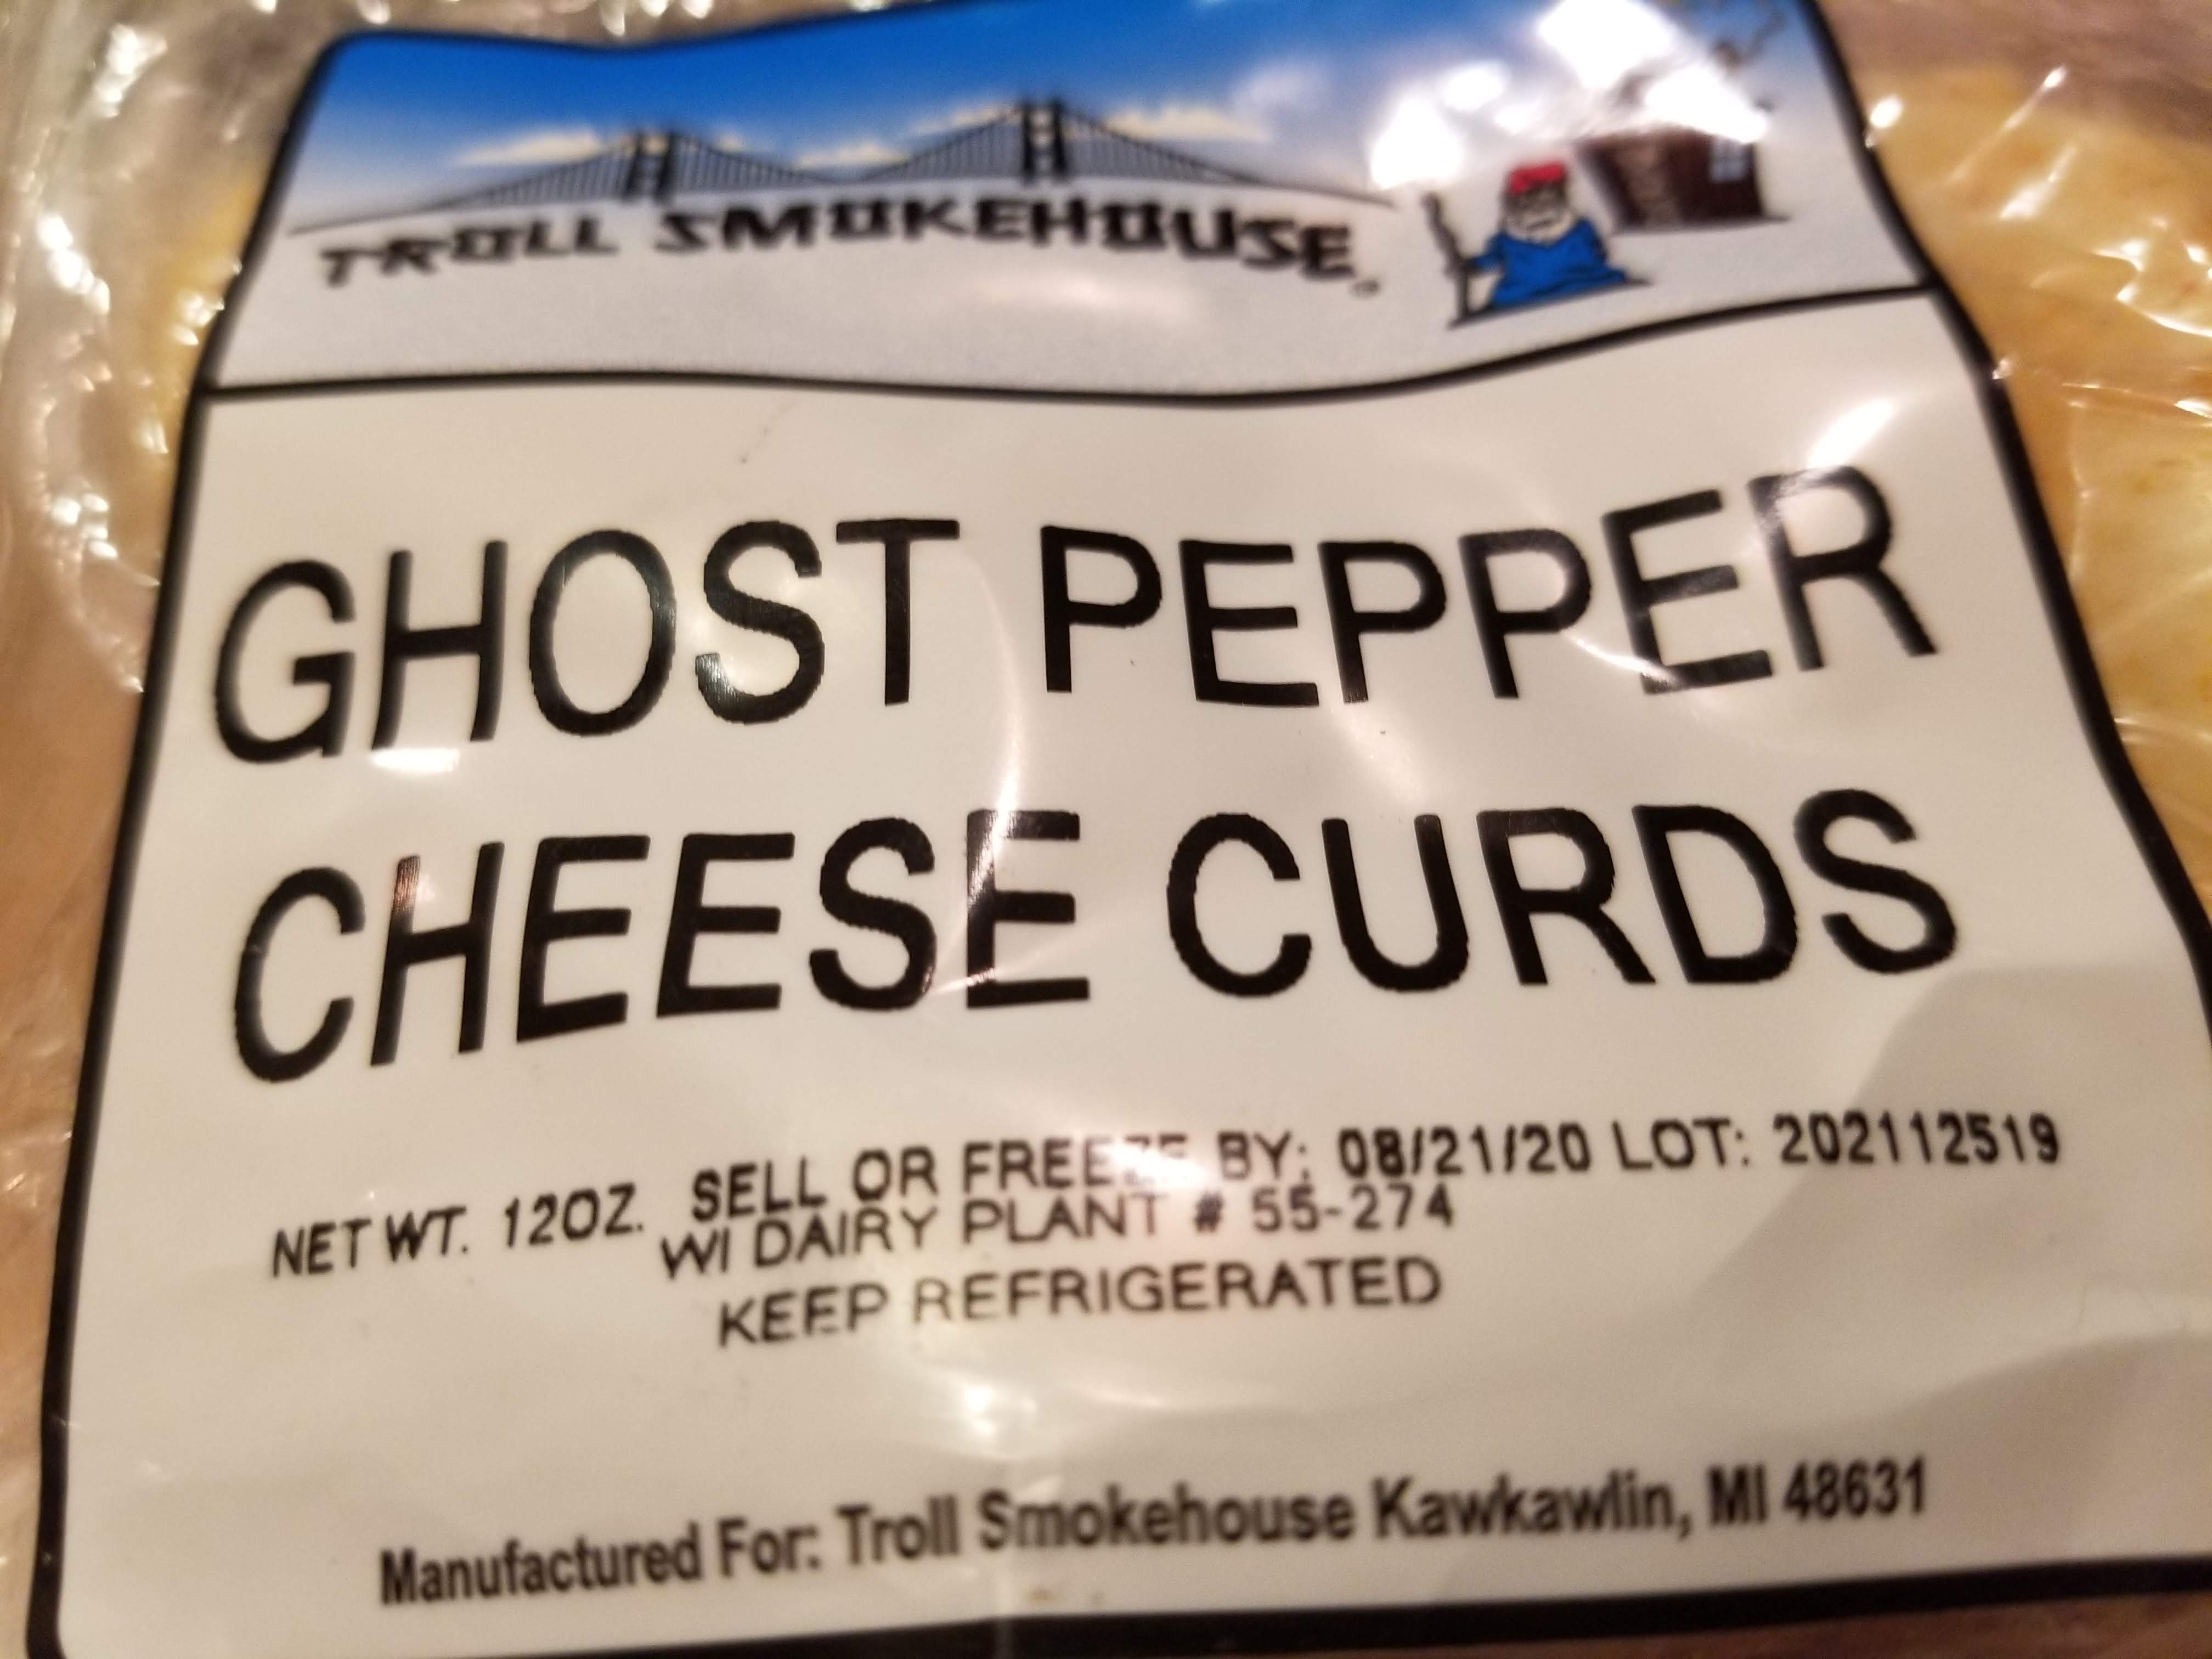 TROLL SMOKEHOUSE
GHOST PEPPER
CHEESE CURDS
NET WT. 12OZ. SELL OR FREEZE BY: 08/21/20 LOT: 202112519
WI DAIRY PLANT # 55-274
KEEP REFRIGERATED
Manufactured For: Troll Smokehouse Kawkawlin, MI 48631